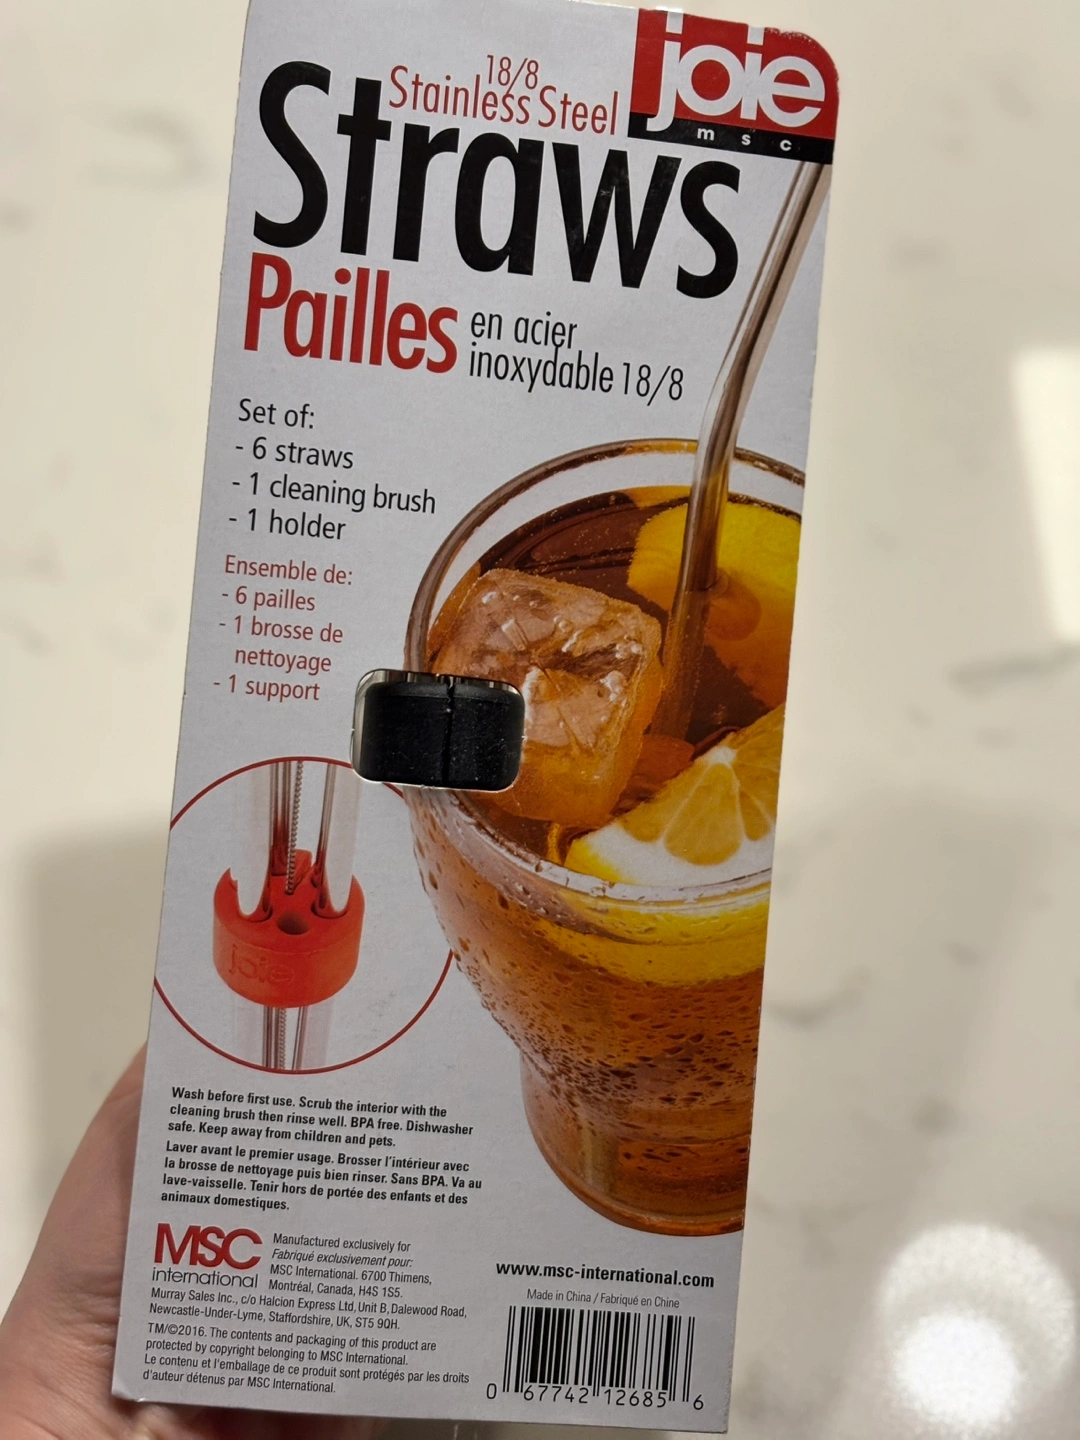 joie
msc
18/8
Stainless Steel
Straws
Pailles
en acier
inoxydable 18/8
Set of:
- 6 straws
- 1 cleaning brush
- 1 holder
Ensemble de:
- 6 pailles
- 1 brosse de
nettoyage
- 1 support
joie
Wash before first use. Scrub the interior with the
cleaning brush then rinse well. BPA free. Dishwasher
safe. Keep away from children and pets.
Laver avant le premier usage. Brosser l'intérieur avec
la brosse de nettoyage puis bien rinser. Sans BPA. Va au
lave-vaisselle. Tenir hors de portée des enfants et des
animaux domestiques.
MSC
international
Manufactured exclusively for
Fabriqué exclusivement pour:
MSC International. 6700 Thimens,
Montréal, Canada, H4S 1S5.
Murray Sales Inc., c/o Halcion Express Ltd, Unit B, Dalewood Road,
Newcastle-Under-Lyme, Staffordshire, UK, ST5 9QH.
TM/©2016. The contents and packaging of this product are
protected by copyright belonging to MSC International.
Le contenu et l'emballage de ce produit sont protégés par les droits
d'auteur détenus par MSC International.
www.msc-international.com
Made in China / Fabriqué en Chine
0 67742 12685 6